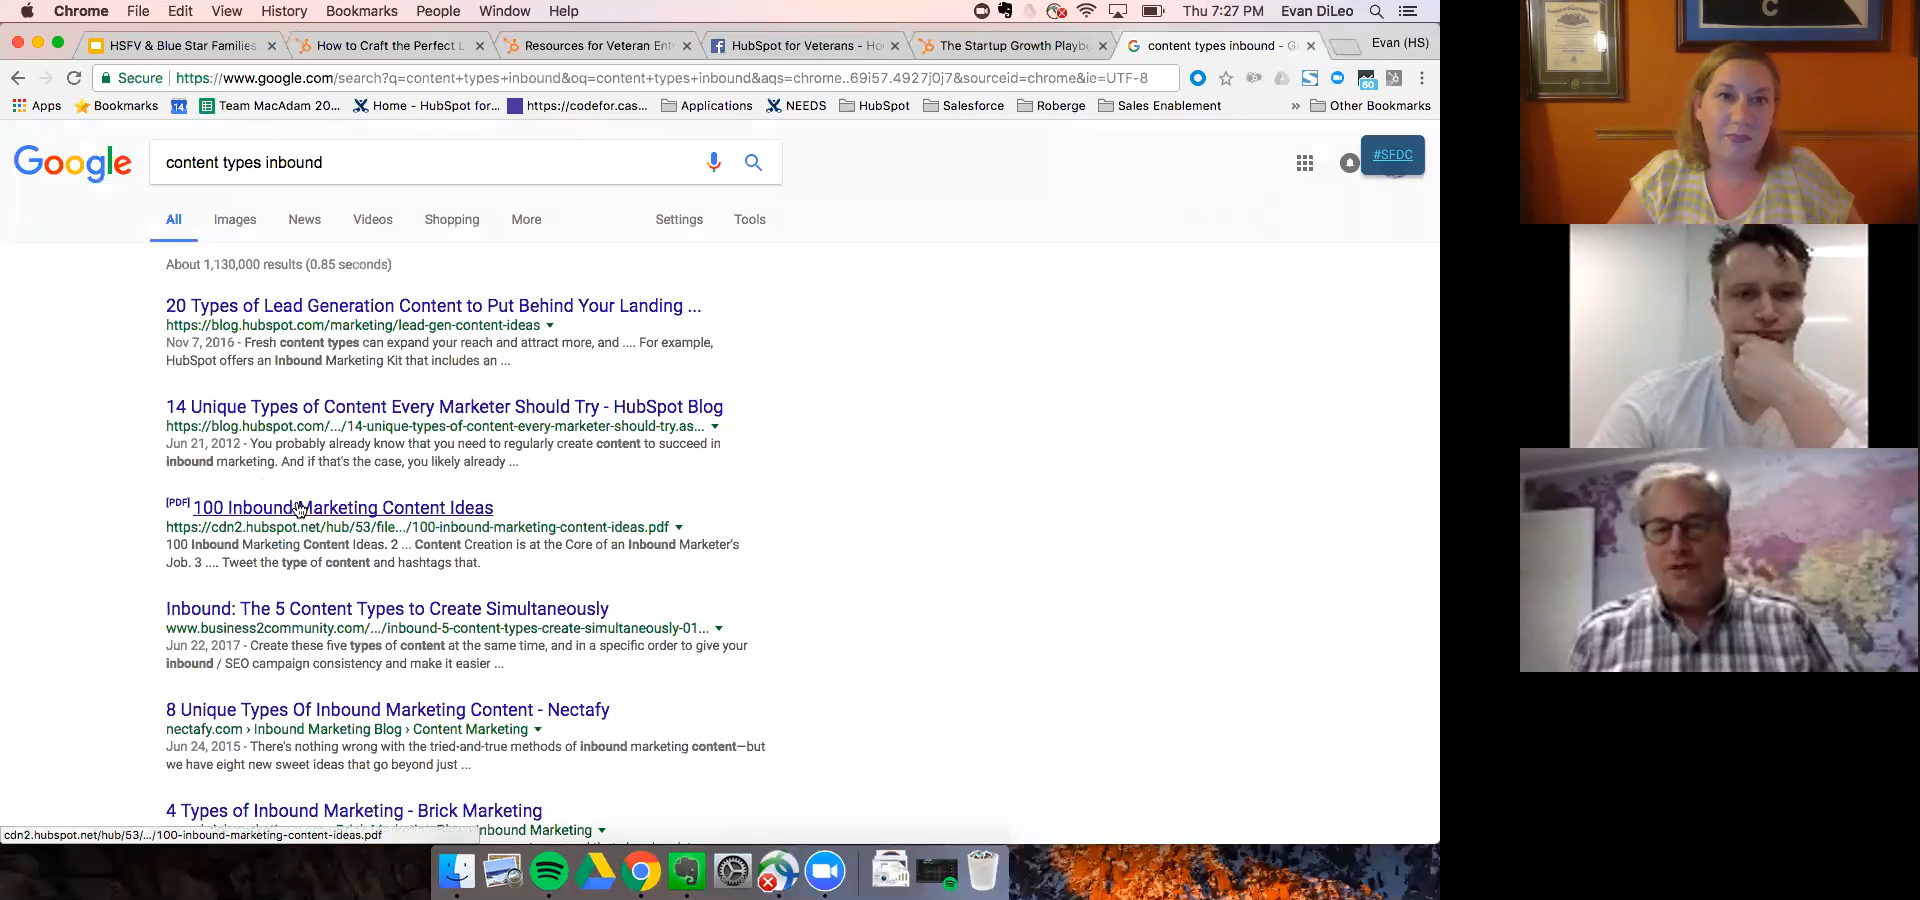 Chrome File Edit View History Bookmarks People Window Help
Thu 7:27 PM Evan DiLeo
HSFV & Blue Star Families
How to Craft the Perfect L
Resources for Veteran Ent
HubSpot for Veterans - Ho
The Startup Growth Playbo
content types inbound - G
Evan (HS)
Secure https://www.google.com/search?q=content+types+inbound&oq=content+types+inbound&aqs=chrome..69i57.4927j0j7&sourceid=chrome&ie=UTF-8
60
Apps Bookmarks 14 Team MacAdam 20... Home - HubSpot for... https://codefor.cas... Applications NEEDS HubSpot Salesforce Roberge Sales Enablement » Other Bookmarks
Google
content types inbound
#SFDC
All Images News Videos Shopping More Settings Tools
About 1,130,000 results (0.85 seconds)
20 Types of Lead Generation Content to Put Behind Your Landing ...
https://blog.hubspot.com/marketing/lead-gen-content-ideas
Nov 7, 2016 - Fresh content types can expand your reach and attract more, and .... For example,
HubSpot offers an Inbound Marketing Kit that includes an ...
14 Unique Types of Content Every Marketer Should Try - HubSpot Blog
https://blog.hubspot.com/.../14-unique-types-of-content-every-marketer-should-try.as...
Jun 21, 2012 - You probably already know that you need to regularly create content to succeed in
inbound marketing. And if that's the case, you likely already ...
[PDF] 100 Inbound Marketing Content Ideas
https://cdn2.hubspot.net/hub/53/file.../100-inbound-marketing-content-ideas.pdf
100 Inbound Marketing Content Ideas. 2 ... Content Creation is at the Core of an Inbound Marketer's
Job. 3 .... Tweet the type of content and hashtags that.
Inbound: The 5 Content Types to Create Simultaneously
www.business2community.com/.../inbound-5-content-types-create-simultaneously-01...
Jun 22, 2017 - Create these five types of content at the same time, and in a specific order to give your
inbound / SEO campaign consistency and make it easier ...
8 Unique Types Of Inbound Marketing Content - Nectafy
nectafy.com › Inbound Marketing Blog › Content Marketing
Jun 24, 2015 - There's nothing wrong with the tried-and-true methods of inbound marketing content—but
we have eight new sweet ideas that go beyond just ...
4 Types of Inbound Marketing - Brick Marketing
Inbound Marketing
cdn2.hubspot.net/hub/53/.../100-inbound-marketing-content-ideas.pdf
C